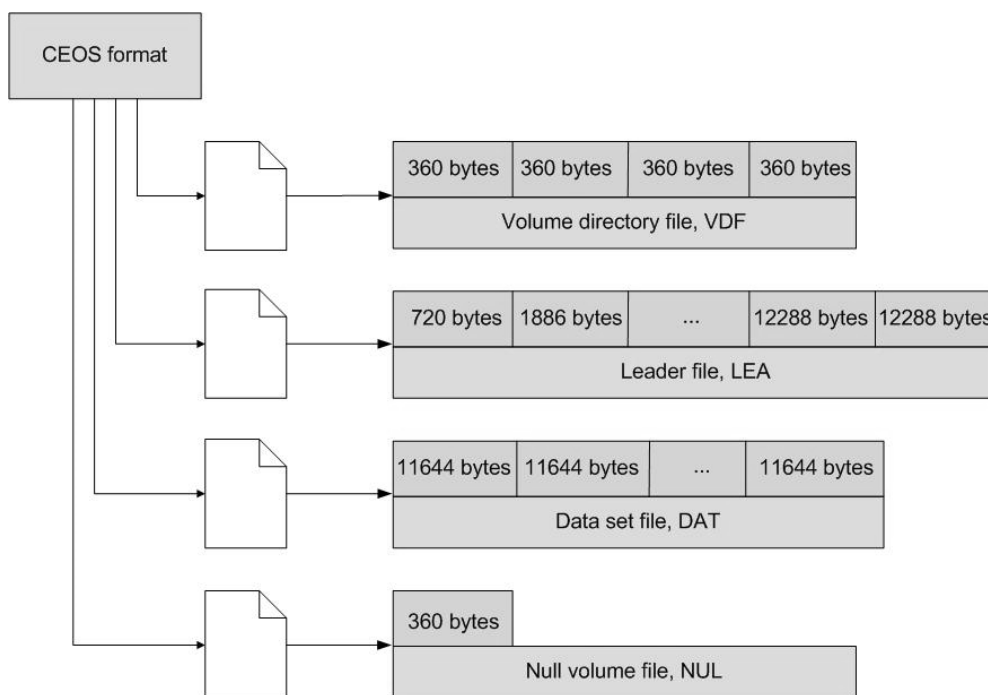 CEOS format
360 bytes 360 bytes 360 bytes 360 bytes
Volume directory file, VDF
720 bytes 1886 bytes ... 12288 bytes 12288 bytes
Leader file, LEA
11644 bytes 11644 bytes ... 11644 bytes
Data set file, DAT
360 bytes
Null volume file, NUL